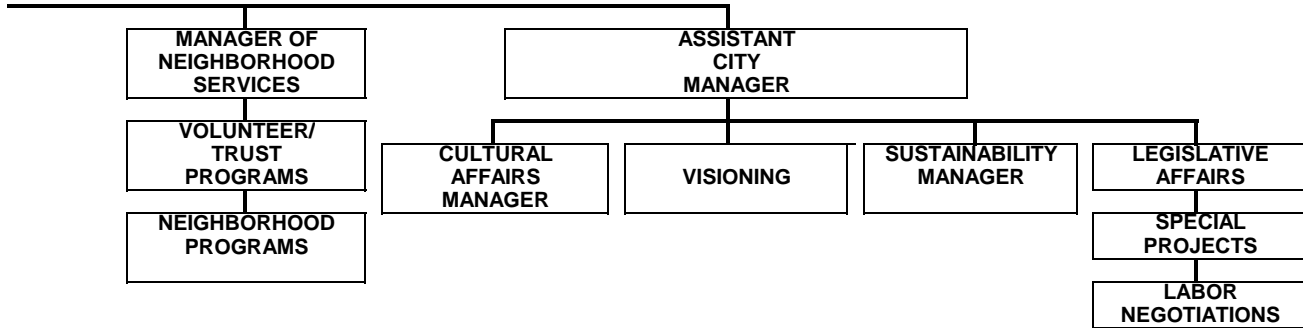 MANAGER OF
NEIGHBORHOOD
SERVICES
ASSISTANT
CITY
MANAGER
VOLUNTEER/
TRUST
PROGRAMS
CULTURAL
AFFAIRS
MANAGER
VISIONING
SUSTAINABILITY
MANAGER
LEGISLATIVE
AFFAIRS
NEIGHBORHOOD
PROGRAMS
SPECIAL
PROJECTS
LABOR
NEGOTIATIONS